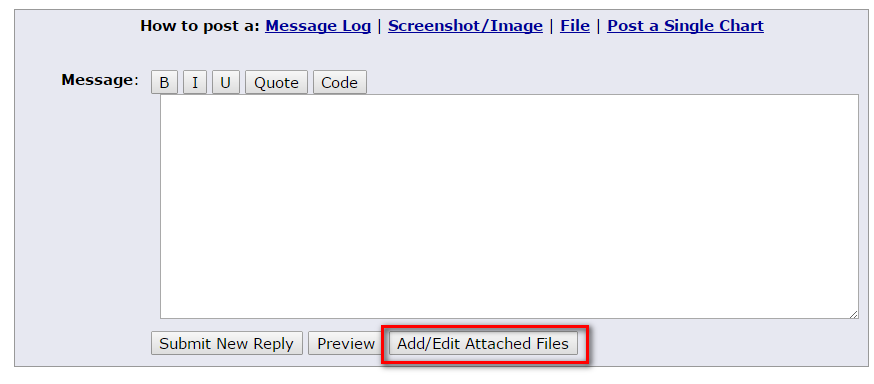 How to post a: Message Log | Screenshot/Image | File | Post a Single Chart
Message: B I U Quote Code
Submit New Reply Preview Add/Edit Attached Files